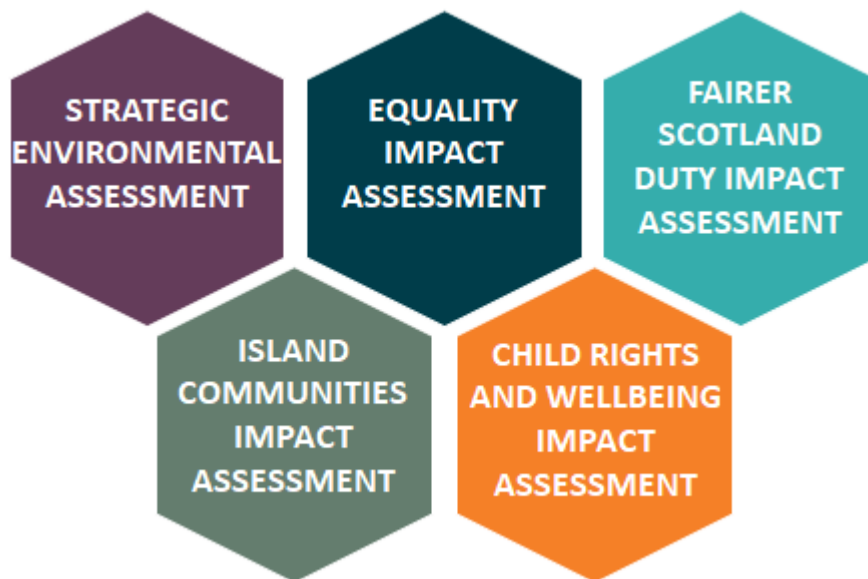 STRATEGIC
ENVIRONMENTAL
ASSESSMENT
EQUALITY
IMPACT
ASSESSMENT
FAIRER
SCOTLAND
DUTY IMPACT
ASSESSMENT
ISLAND
COMMUNITIES
IMPACT
ASSESSMENT
CHILD RIGHTS
AND WELLBEING
IMPACT
ASSESSMENT